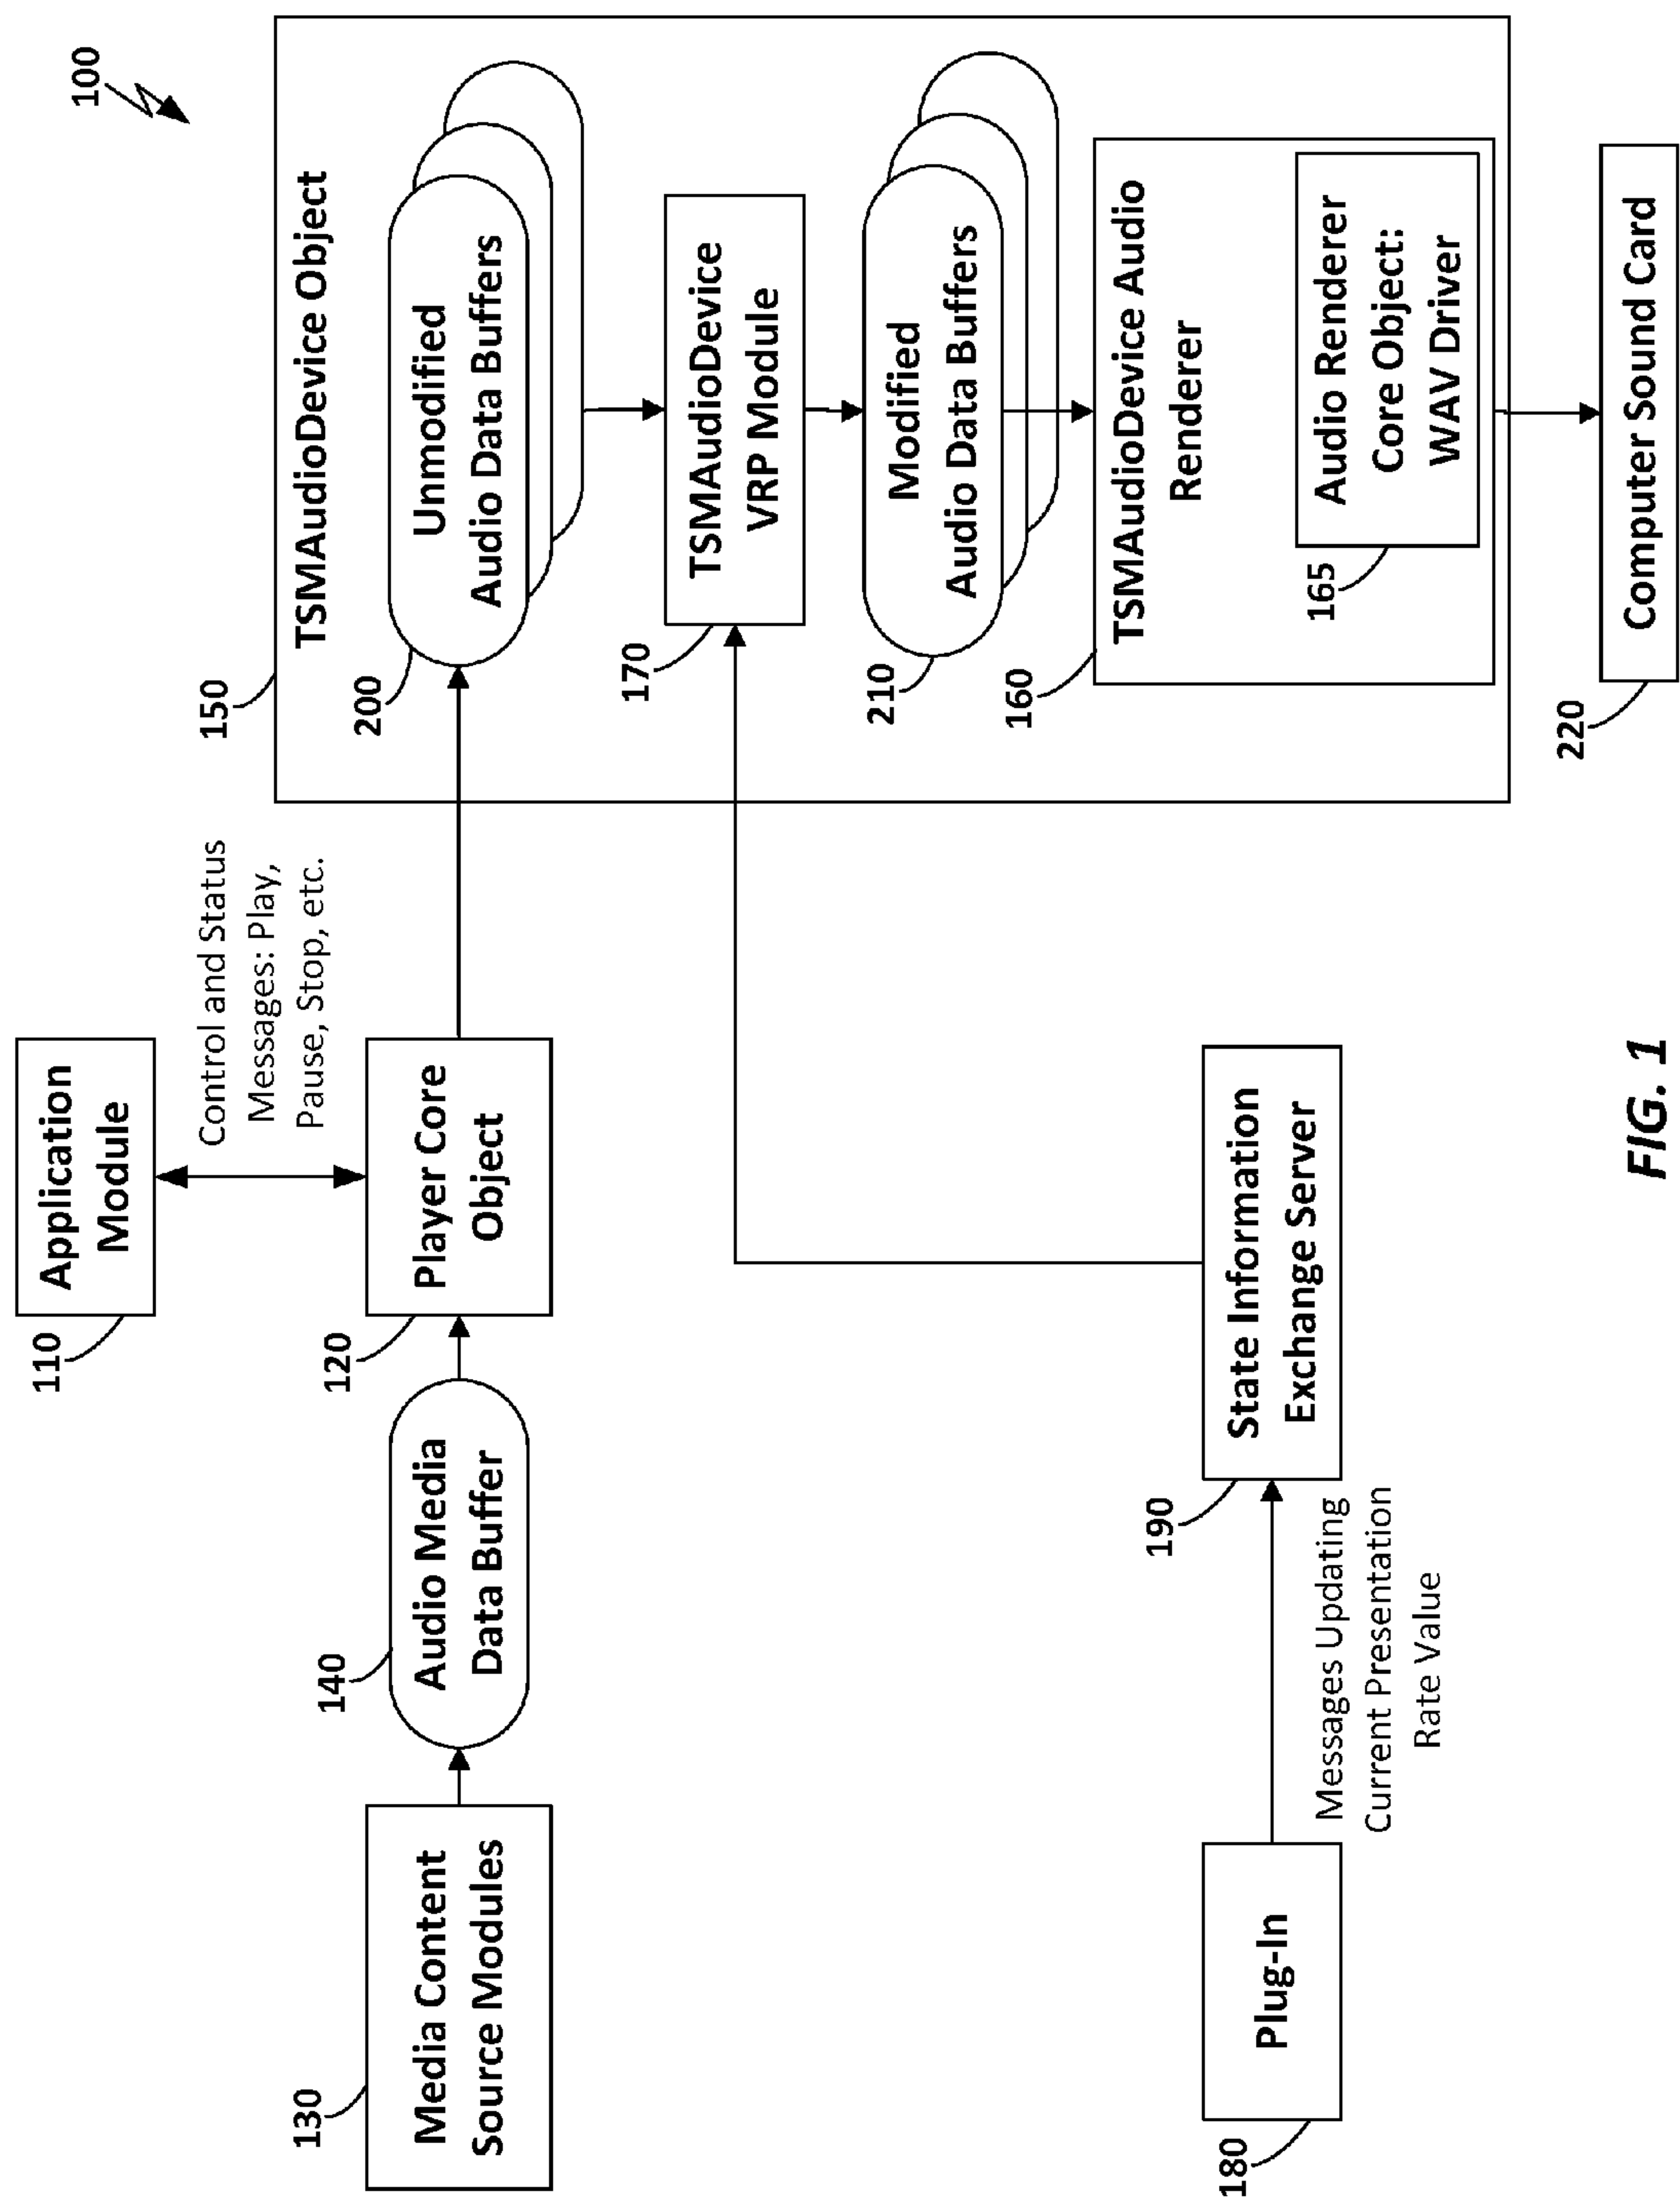 100
110
Application
Module
Control and Status
Messages: Play,
Pause, Stop, etc.
130
Media Content
Source Modules
140
Audio Media
Data Buffer
120
Player Core
Object
150
TSMAudioDevice Object
200
Unmodified
Audio Data Buffers
170
TSMAudioDevice
VRP Module
210
Modified
Audio Data Buffers
160
TSMAudioDevice Audio
Renderer
165
Audio Renderer
Core Object:
WAV Driver
180
Plug-In
Messages Updating
Current Presentation
Rate Value
190
State Information
Exchange Server
220
Computer Sound Card
FIG. 1